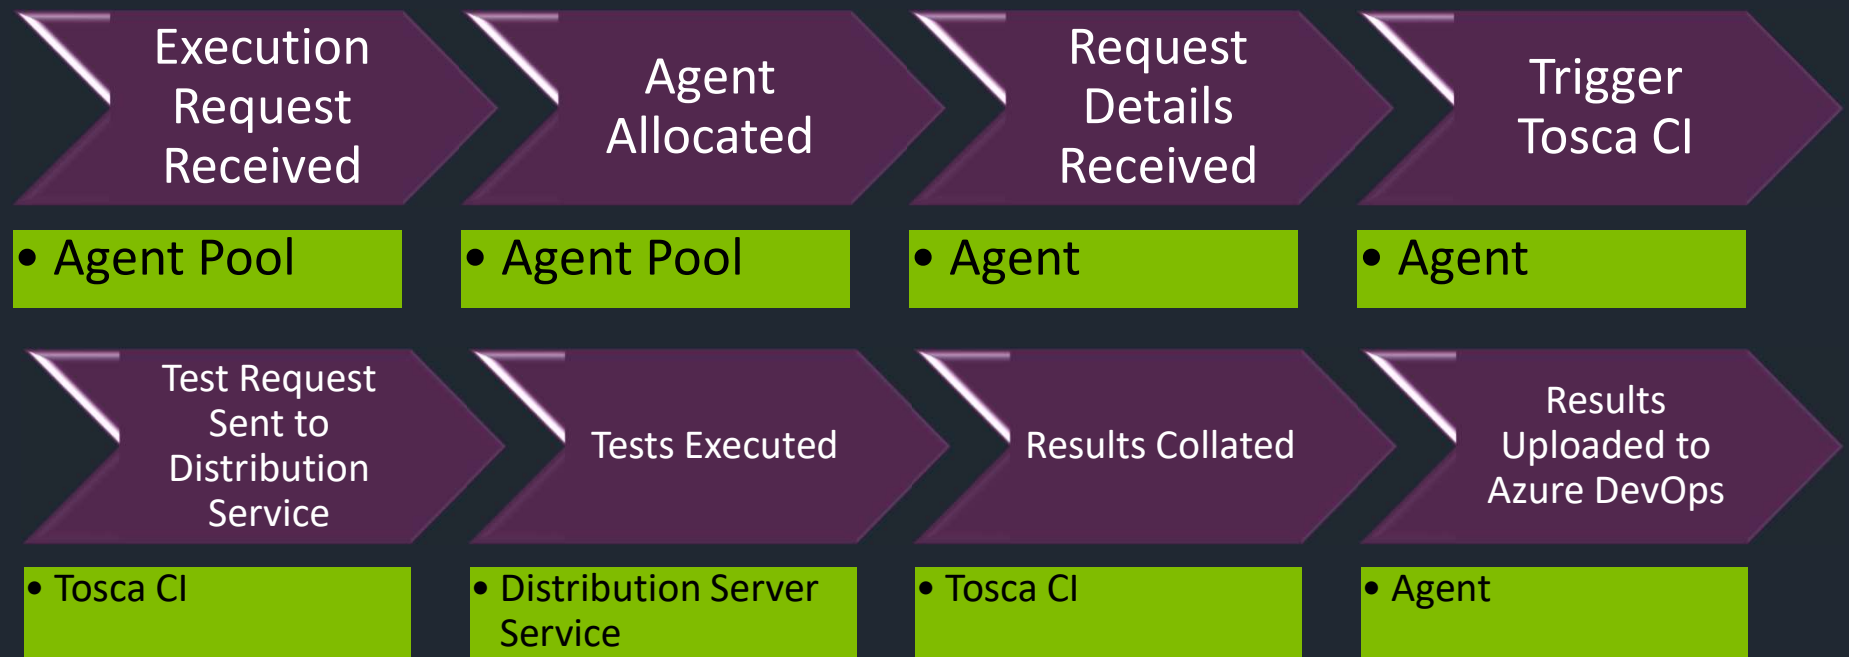 Execution
Request
Received
• Agent Pool
Agent
Allocated
• Agent Pool
Request
Details
Received
• Agent
Trigger
Tosca CI
• Agent
Test Request
Sent to
Distribution
Service
• Tosca CI
Tests Executed
• Distribution Server
Service
Results Collated
• Tosca CI
Results
Uploaded to
Azure DevOps
• Agent